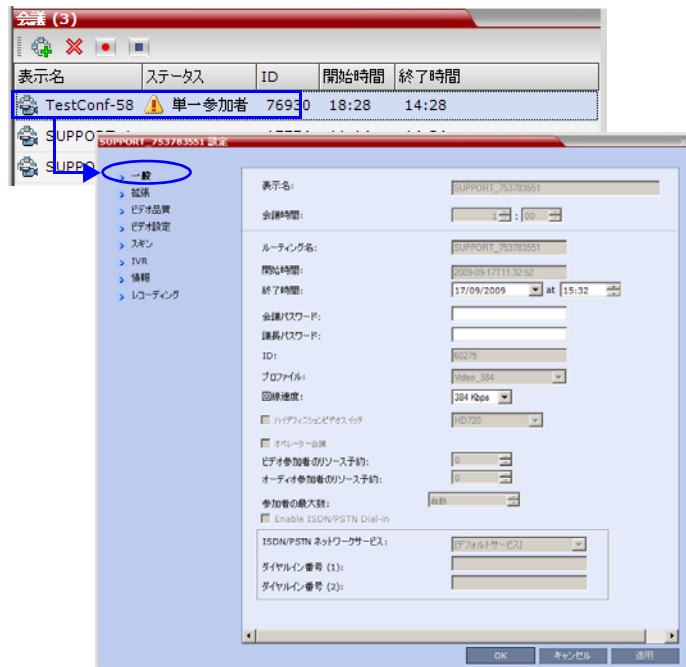 会議 (3)
表示名 ステータス ID 開始時間 終了時間
TestConf-58 単一参加者 76930 18:28 14:28
SUPPO
SUPPO
SUPPORT_753783551 設定
一般
拡張
ビデオ品質
ビデオ設定
スキン
IVR
情報
レコーディング
表示名: SUPPORT_753783551
会議時間: 1 : 00
ルーティング名: SUPPORT_753783551
開始時間: 2009-09-17T11:32:52
終了時間: 17/09/2009 at 15:32
会議パスワード:
議長パスワード:
ID: 60275
プロファイル: Video_384
回線速度: 384 Kbps
ハイデフィニションビデオスイッチ HD720
オペレーター会議
ビデオ参加者のリソース予約: 0
オーディオ参加者のリソース予約: 0
参加者の最大数: 自動
Enable ISDN/PSTN Dial-in
ISDN/PSTN ネットワークサービス: [デフォルトサービス]
ダイヤルイン番号 (1):
ダイヤルイン番号 (2):
OK キャンセル 適用